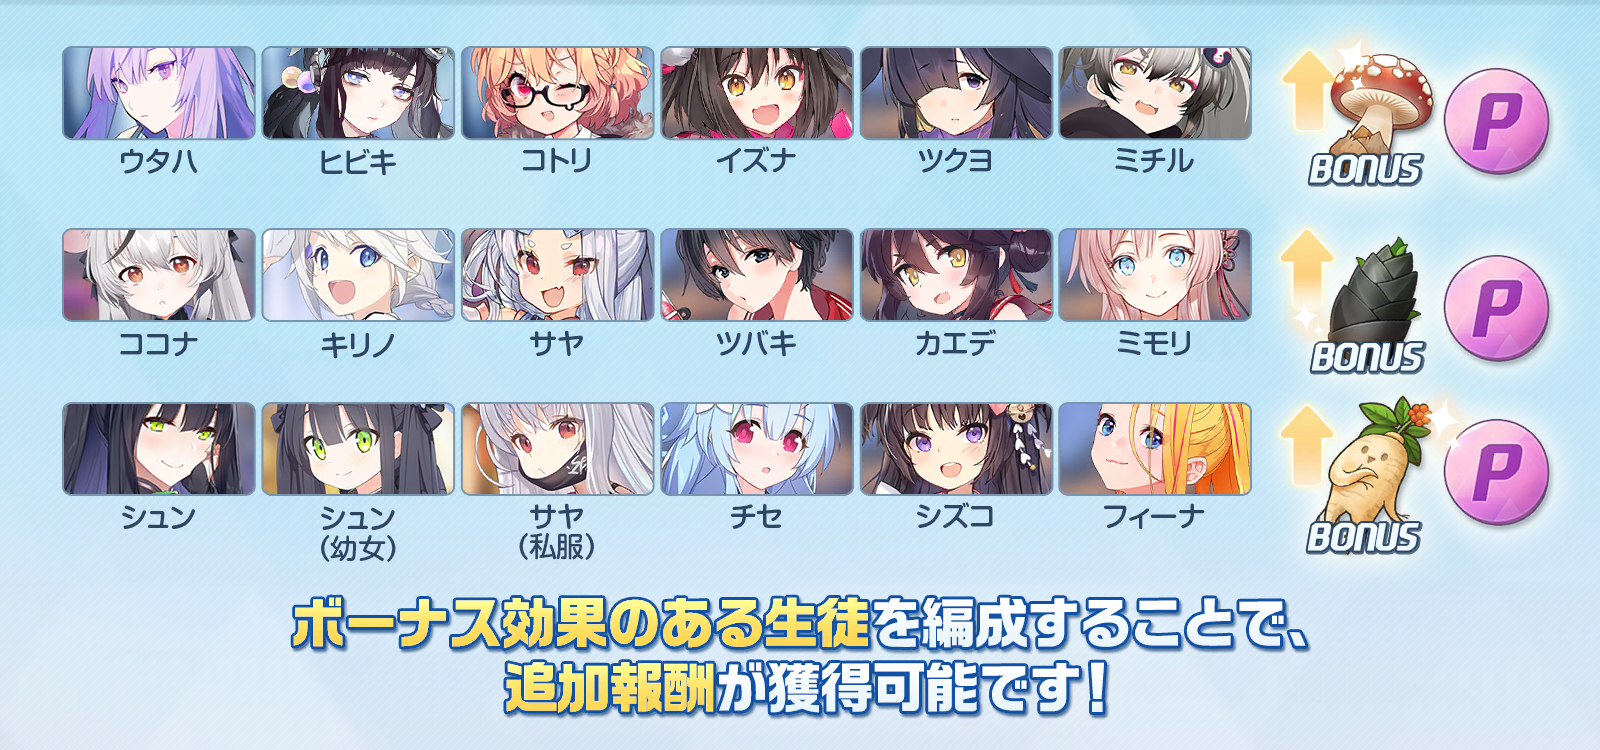 ウタハ ヒビキ コトリ イズナ ツクヨ ミチル BONUS P
ココナ キリノ サヤ ツバキ カエデ ミモリ BONUS P
シュン シュン サヤ チセ シズコ フィーナ BONUS P
(幼女) (私服)
ボーナス効果のある生徒を編成することで、
追加報酬が獲得可能です!